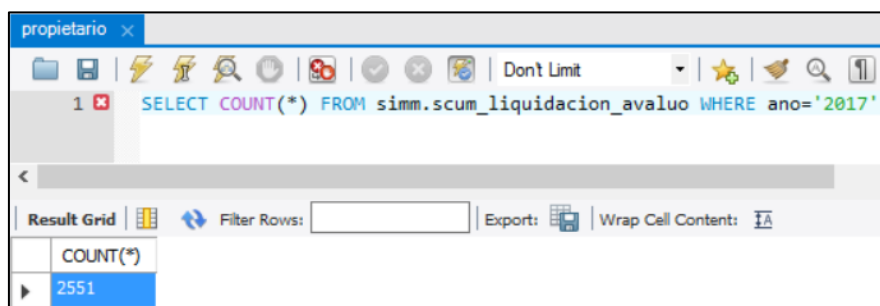 propietario
Don't Limit
1 SELECT COUNT(*) FROM simm.scum_liquidacion_avaluo WHERE ano='2017'
Result Grid Filter Rows: Export: Wrap Cell Content:
COUNT(*)
2551